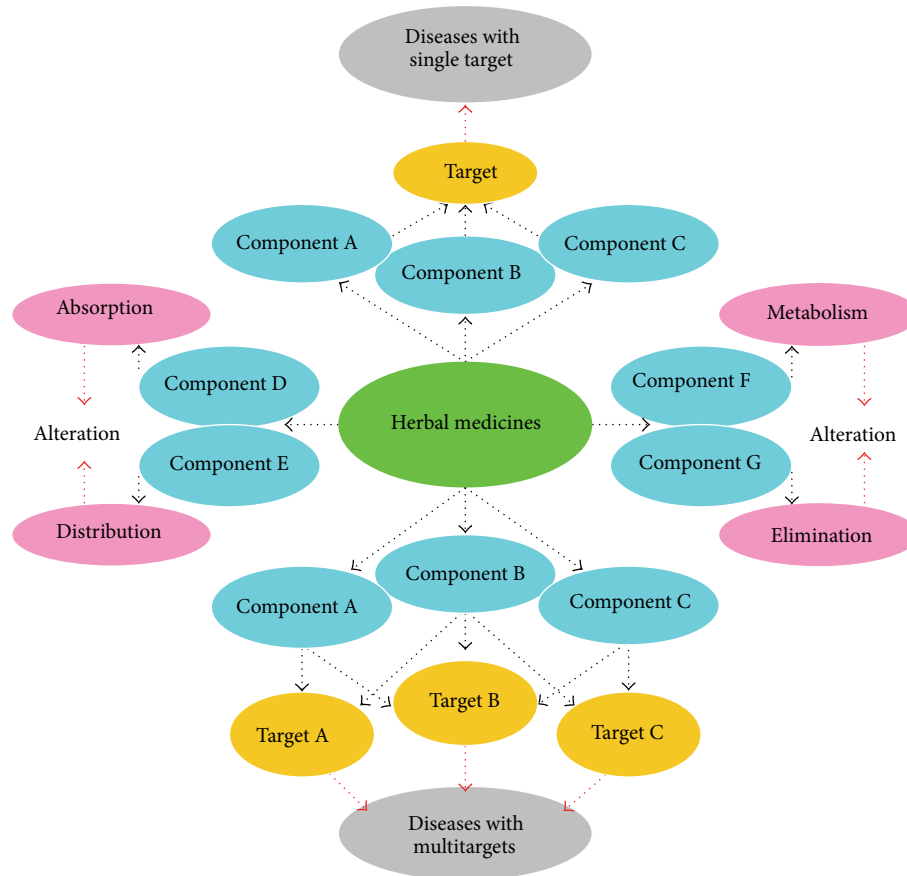 Diseases with
single target
Target
Component A
Component B
Component C
Absorption
Metabolism
Component D
Component F
Alteration
Herbal medicines
Alteration
Component E
Component G
Distribution
Elimination
Component A
Component B
Component C
Target A
Target B
Target C
Diseases with
multitargets